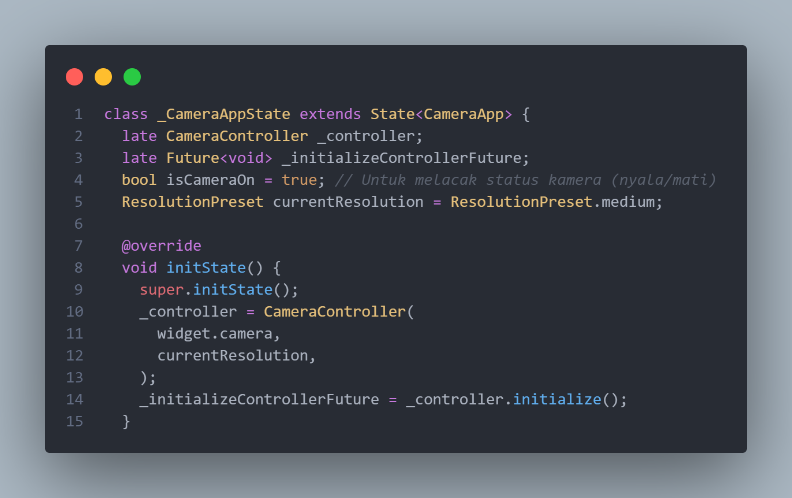 1 class _CameraAppState extends State<CameraApp> {
2 late CameraController _controller;
3 late Future<void> _initializeControllerFuture;
4 bool isCameraOn = true; // Untuk melacak status kamera (nyala/mati)
5 ResolutionPreset currentResolution = ResolutionPreset.medium;
6
7 @override
8 void initState() {
9 super.initState();
10 _controller = CameraController(
11 widget.camera,
12 currentResolution,
13 );
14 _initializeControllerFuture = _controller.initialize();
15 }